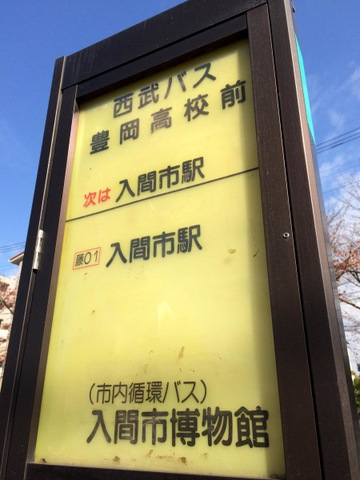 西武バス
豊岡高校前
次は 入間市駅
藤01 入間市駅
(市内循環バス)
入間市博物館